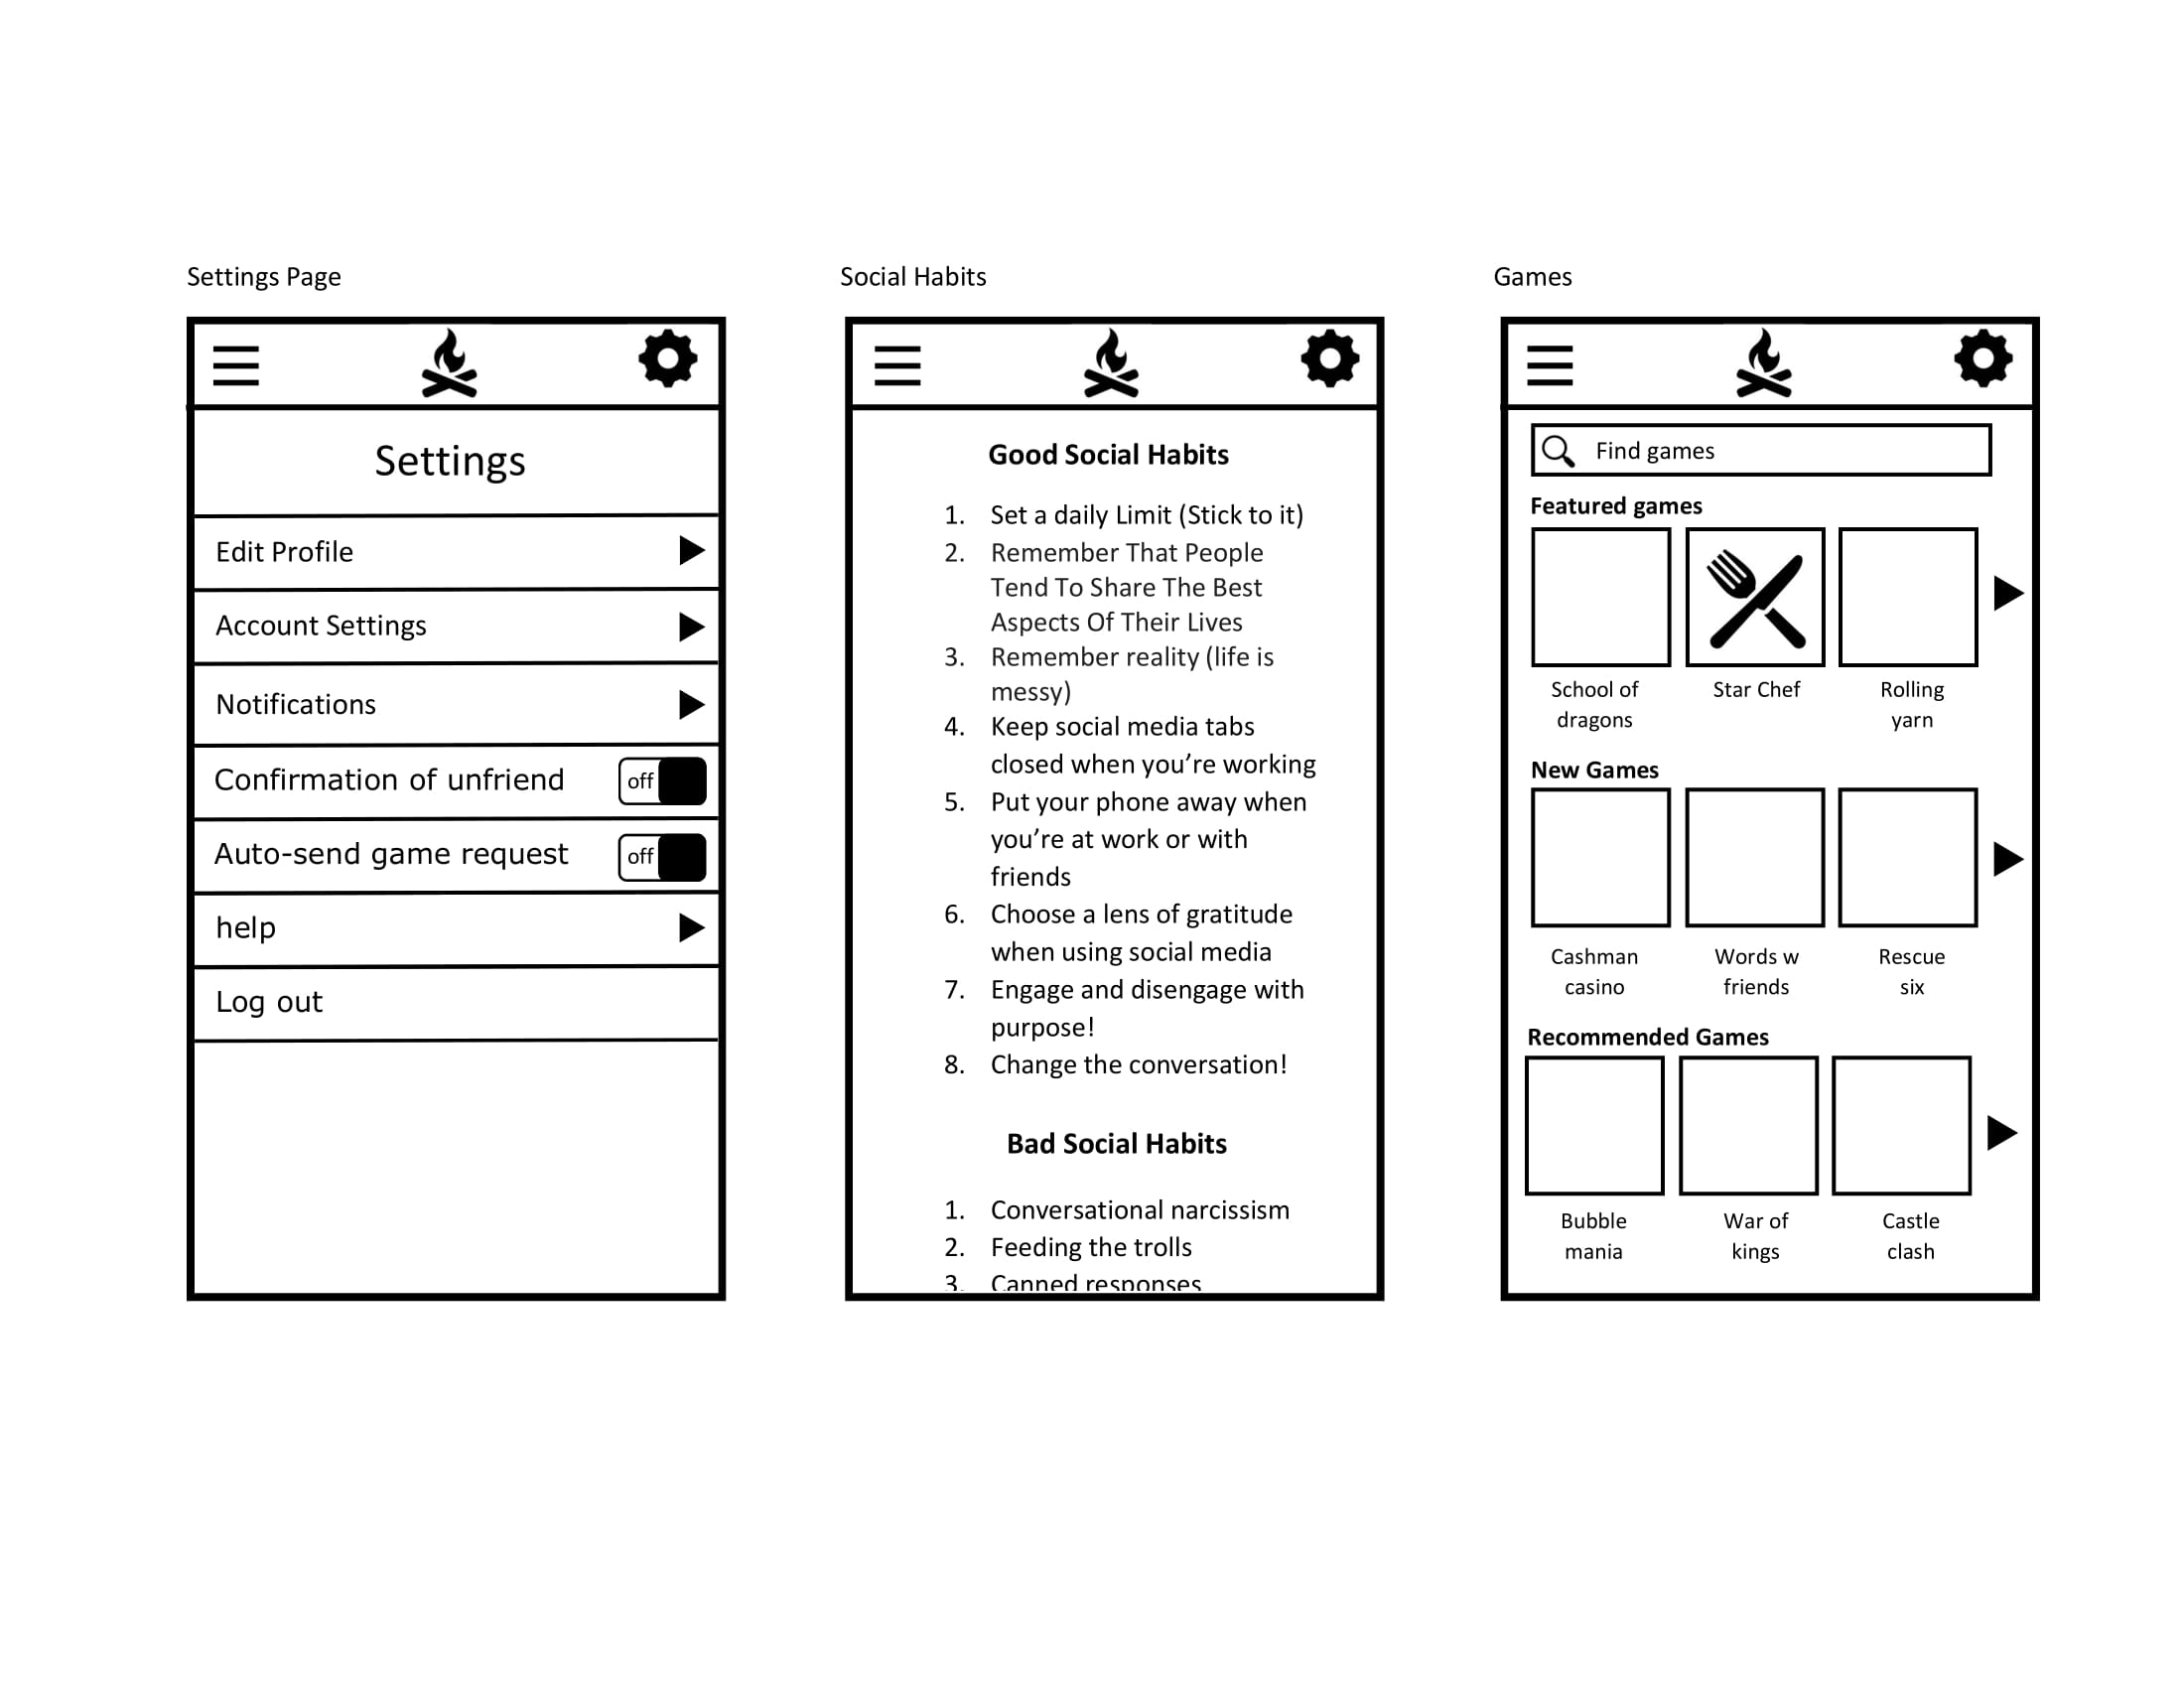 Settings Page
Settings
Edit Profile
Account Settings
Notifications
Confirmation of unfriend
off
Auto-send game request
off
help
Log out
Social Habits
Good Social Habits
1. Set a daily Limit (Stick to it)
2. Remember That People
Tend To Share The Best
Aspects Of Their Lives
3. Remember reality (life is
messy)
4. Keep social media tabs
closed when you’re working
5. Put your phone away when
you’re at work or with
friends
6. Choose a lens of gratitude
when using social media
7. Engage and disengage with
purpose!
8. Change the conversation!
Bad Social Habits
1. Conversational narcissism
2. Feeding the trolls
3. Canned responses
Games
Find games
Featured games
School of
dragons
Star Chef
Rolling
yarn
New Games
Cashman
casino
Words w
friends
Rescue
six
Recommended Games
Bubble
mania
War of
kings
Castle
clash